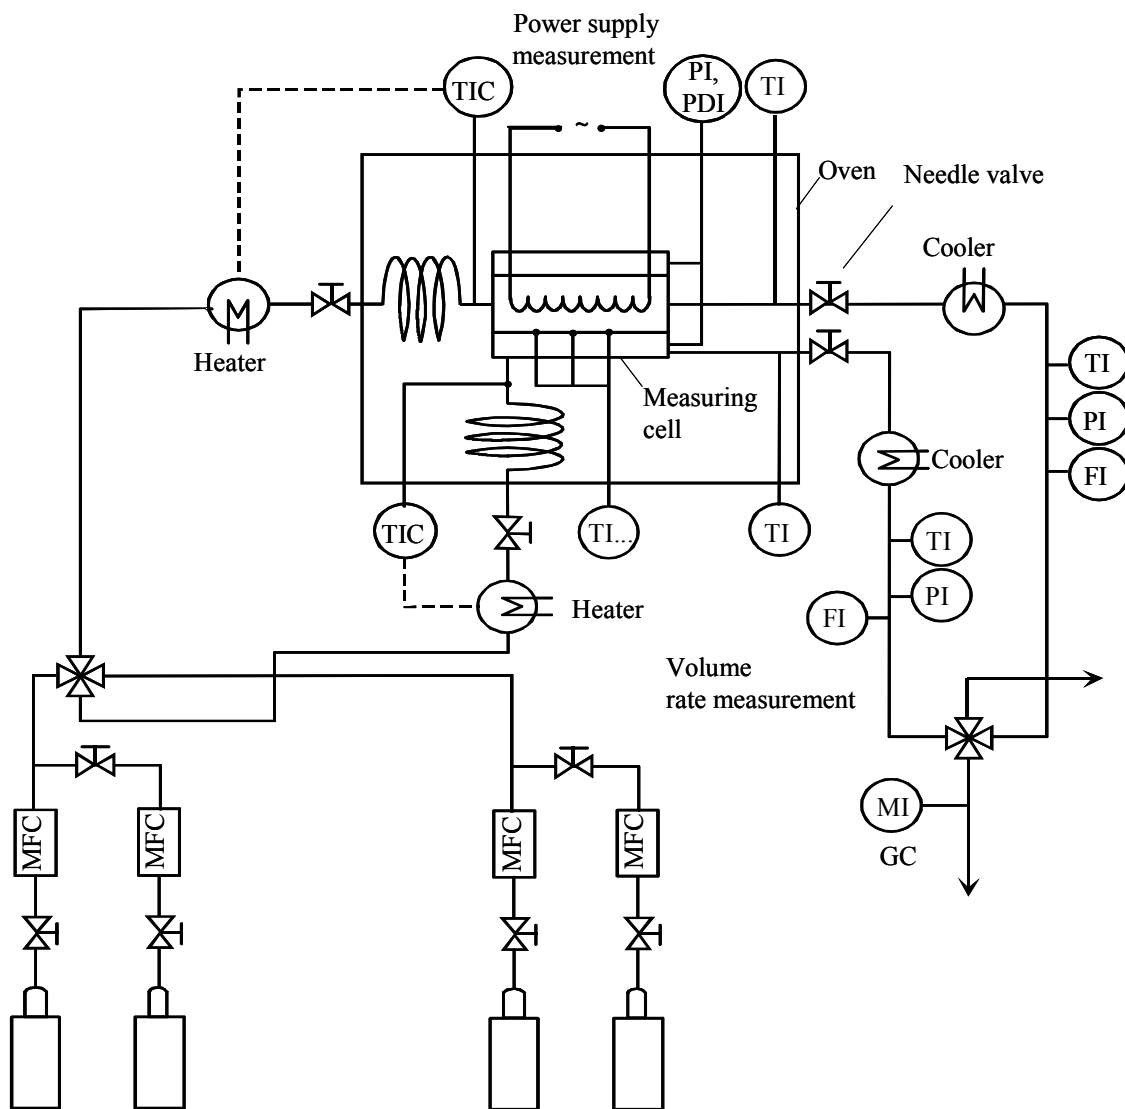 Power supply
measurement
TIC
PI,
PDI
TI
~
Oven
Needle valve
Cooler
Heater
Measuring
cell
TI
PI
FI
Cooler
TIC
TI...
TI
TI
PI
FI
Heater
Volume
rate measurement
MI
GC
MFC
MFC
MFC
MFC